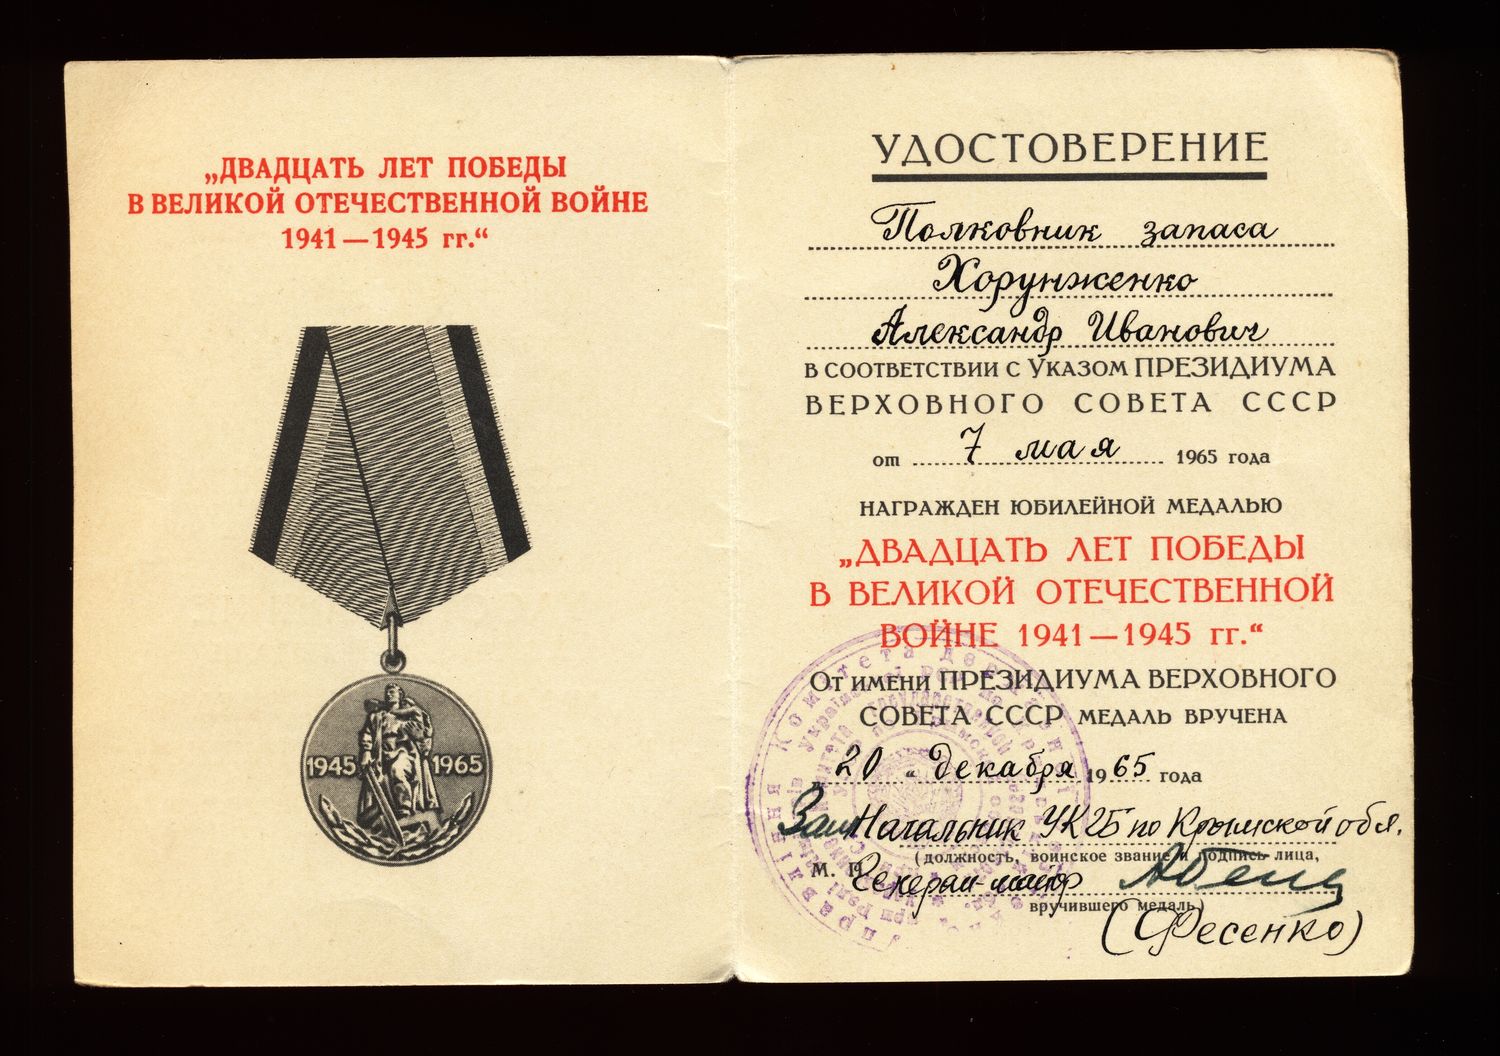 „ДВАДЦАТЬ ЛЕТ ПОБЕДЫ
В ВЕЛИКОЙ ОТЕЧЕСТВЕННОЙ ВОЙНЕ
1941 — 1945 гг.“
1945 1965
УДОСТОВЕРЕНИЕ
Полковник запаса
Хорунженко
Александр Иванович
В СООТВЕТСТВИИ С УКАЗОМ ПРЕЗИДИУМА
ВЕРХОВНОГО СОВЕТА СССР
от 7 мая 1965 года
НАГРАЖДЕН ЮБИЛЕЙНОЙ МЕДАЛЬЮ
„ДВАДЦАТЬ ЛЕТ ПОБЕДЫ
В ВЕЛИКОЙ ОТЕЧЕСТВЕННОЙ
ВОЙНЕ 1941 — 1945 гг.“
ОТ ИМЕНИ ПРЕЗИДИУМА ВЕРХОВНОГО
СОВЕТА СССР МЕДАЛЬ ВРУЧЕНА
„20“ декабря 1965 года
Зам Начальник УКГБ по Крымской обл.
(должность, воинское звание и подпись лица,
М. П. Генерал-майор
вручившего медаль)
(Фесенко)